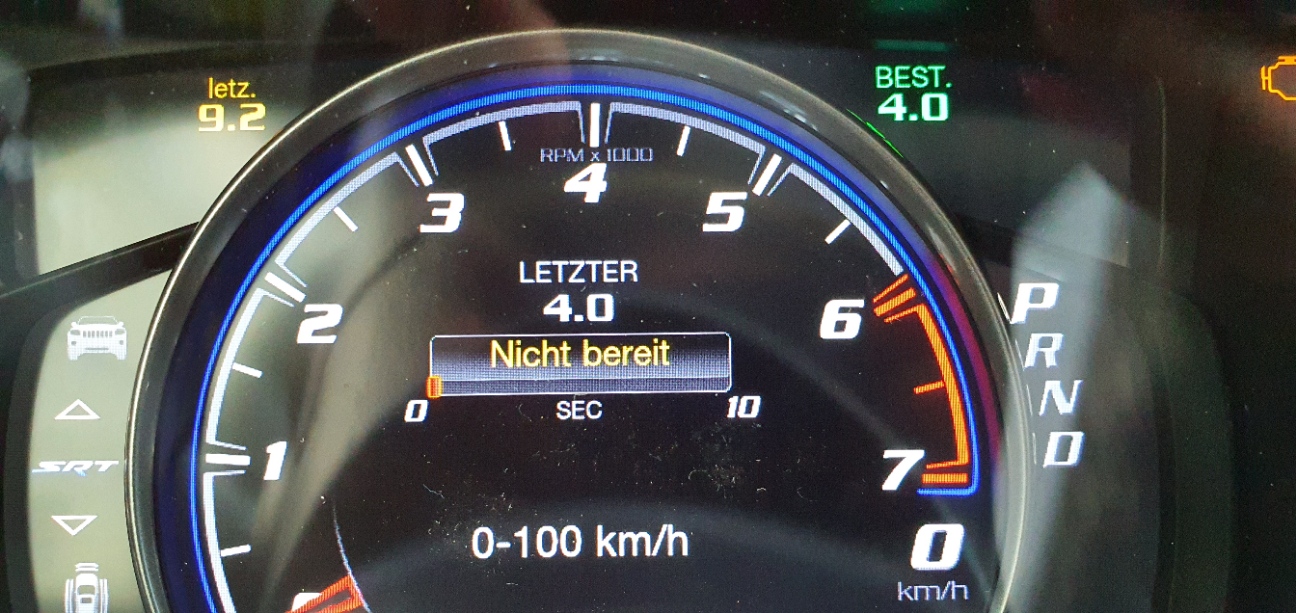 letz.
9.2
BEST.
4.0
RPM x 1000
1
2
3
4
5
6
7
LETZTER
4.0
Nicht bereit
0 SEC 10
0-100 km/h
SRT
P
R
N
D
0
km/h